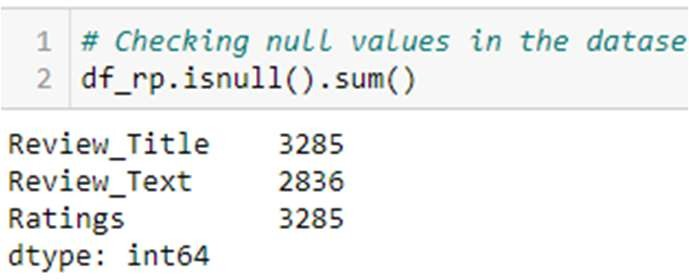 1 # Checking null values in the datase
2 df_rp.isnull().sum()
Review_Title 3285
Review_Text 2836
Ratings 3285
dtype: int64